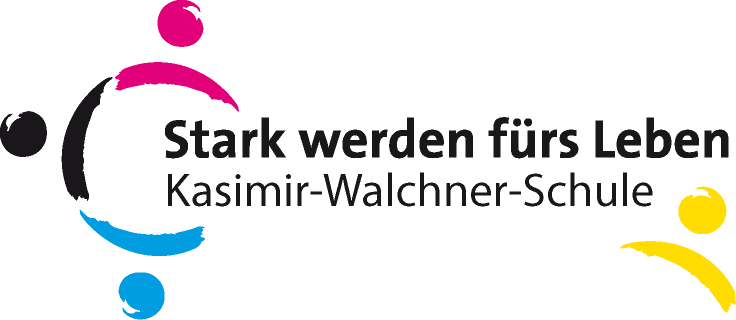 Stark werden fürs Leben
Kasimir-Walchner-Schule